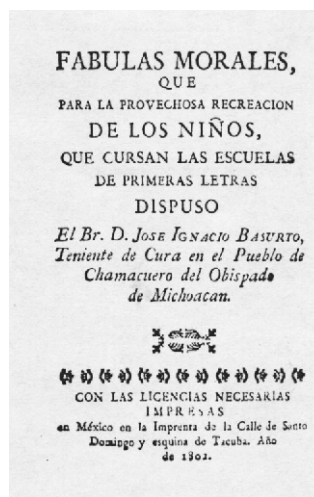 FABULAS MORALES,
QUE
PARA LA PROVECHOSA RECREACION
DE LOS NIÑOS,
QUE CURSAN LAS ESCUELAS
DE PRIMERAS LETRAS
DISPUSO
El Br. D. JOSE IGNACIO BASURTO,
Teniente de Cura en el Pueblo de
Chamacuero del Obispado
de Michoacan.
CON LAS LICENCIAS NECESARIAS
IMPRESAS
en México en la Imprenta de la Calle de Santo
Domingo y esquina de Tacuba. Año
de 1802.